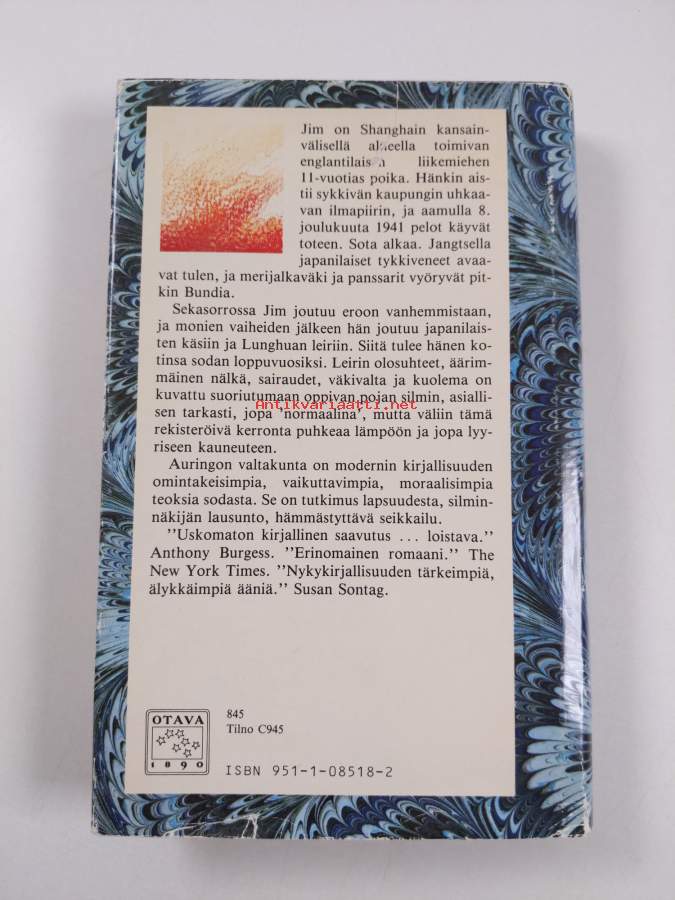 Jim on Shanghain kansain-
välisellä alueella toimivan
englantilaisen liikemiehen
11-vuotias poika. Hänkin ais-
tii sykkivän kaupungin uhkaa-
van ilmapiirin, ja aamulla 8.
joulukuuta 1941 pelot käyvät
toteen. Sota alkaa. Jangtsella
japanilaiset tykkiveneet avaa-
vat tulen, ja merijalkaväki ja panssarit vyöryvät pit-
kin Bundia.
Sekasorrossa Jim joutuu eroon vanhemmistaan,
ja monien vaiheiden jälkeen hän joutuu japanilais-
ten käsiin ja Lunghuan leiriin. Siitä tulee hänen ko-
tinsa sodan loppuvuosiksi. Leirin olosuhteet, äärim-
mäinen nälkä, sairaudet, väkivalta ja kuolema on
kuvattu suoriutumaan oppivan pojan silmin, asialli-
Antikvariaatti.net
sen tarkasti, jopa 'normaalina', mutta väliin tämä
rekisteröivä kerronta puhkeaa lämpöön ja jopa lyy-
riseen kauneuteen.
Auringon valtakunta on modernin kirjallisuuden
omintakeisimpia, vaikuttavimpia, moraalisimpia
teoksia sodasta. Se on tutkimus lapsuudesta, silmin-
näkijän lausunto, hämmästyttävä seikkailu.
"Uskomaton kirjallinen saavutus ... loistava."
Anthony Burgess. "Erinomainen romaani." The
New York Times. "Nykykirjallisuuden tärkeimpiä,
älykkäimpiä ääniä." Susan Sontag.
OTAVA
1890
845
Tilno C945
ISBN 951-1-08518-2